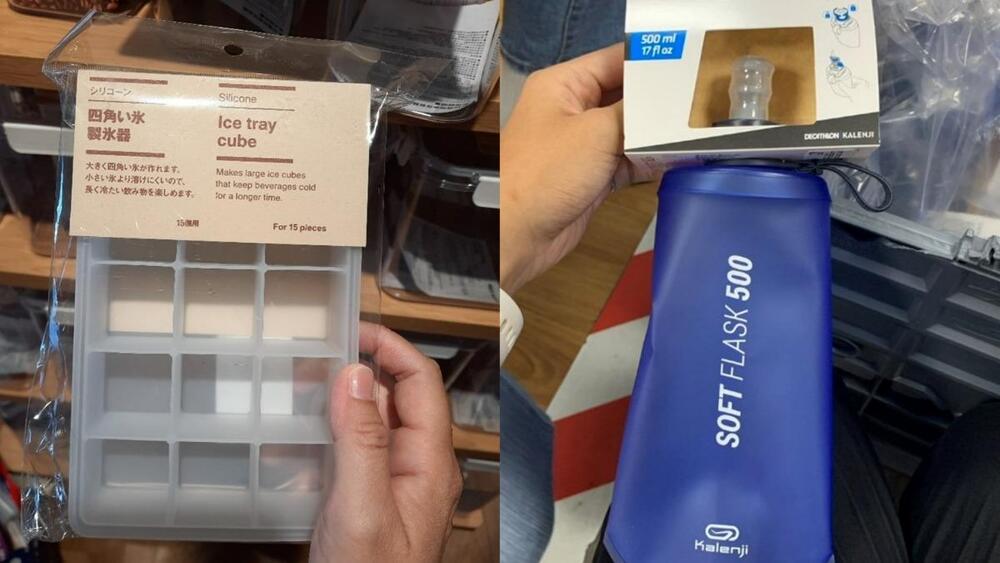 シリコーン
四角い氷
製氷器
大きく四角い氷が作れます。
小さい氷より溶けにくいので、
長く冷たい飲み物を楽しめます。
15個用
Silicone
Ice tray
cube
Makes large ice cubes
that keep beverages cold
for a longer time.
For 15 pieces
500 ml
17 fl oz
DECATHLON KALENJI
SOFT FLASK 500
Kalenji